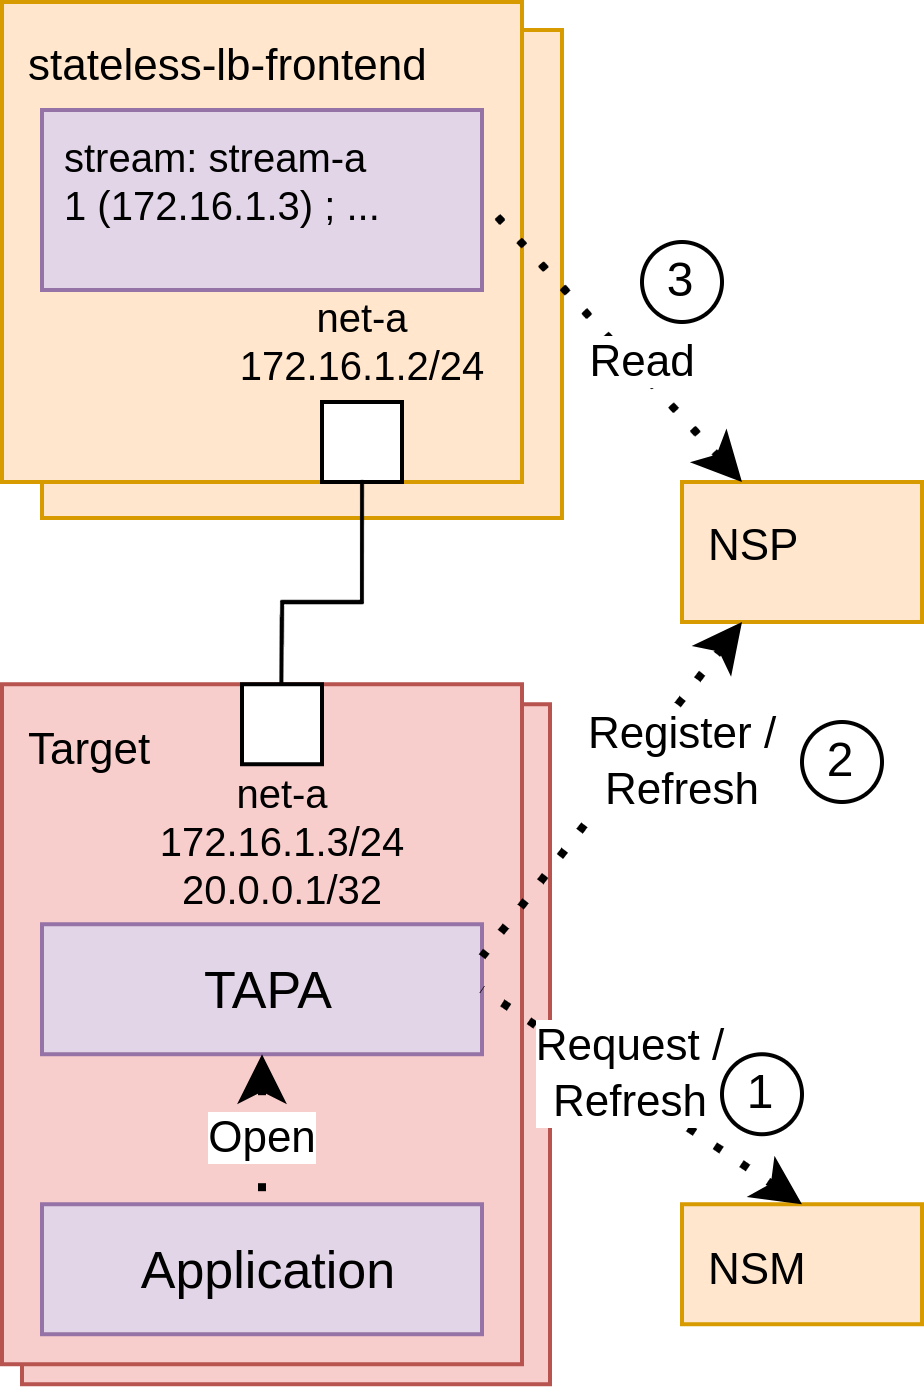 stateless-lb-frontend
stream: stream-a
1 (172.16.1.3) ; ...
net-a
172.16.1.2/24
3
Read
NSP
Register /
Refresh
2
Target
net-a
172.16.1.3/24
20.0.0.1/32
TAPA
Request /
Refresh
1
Open
Application
NSM